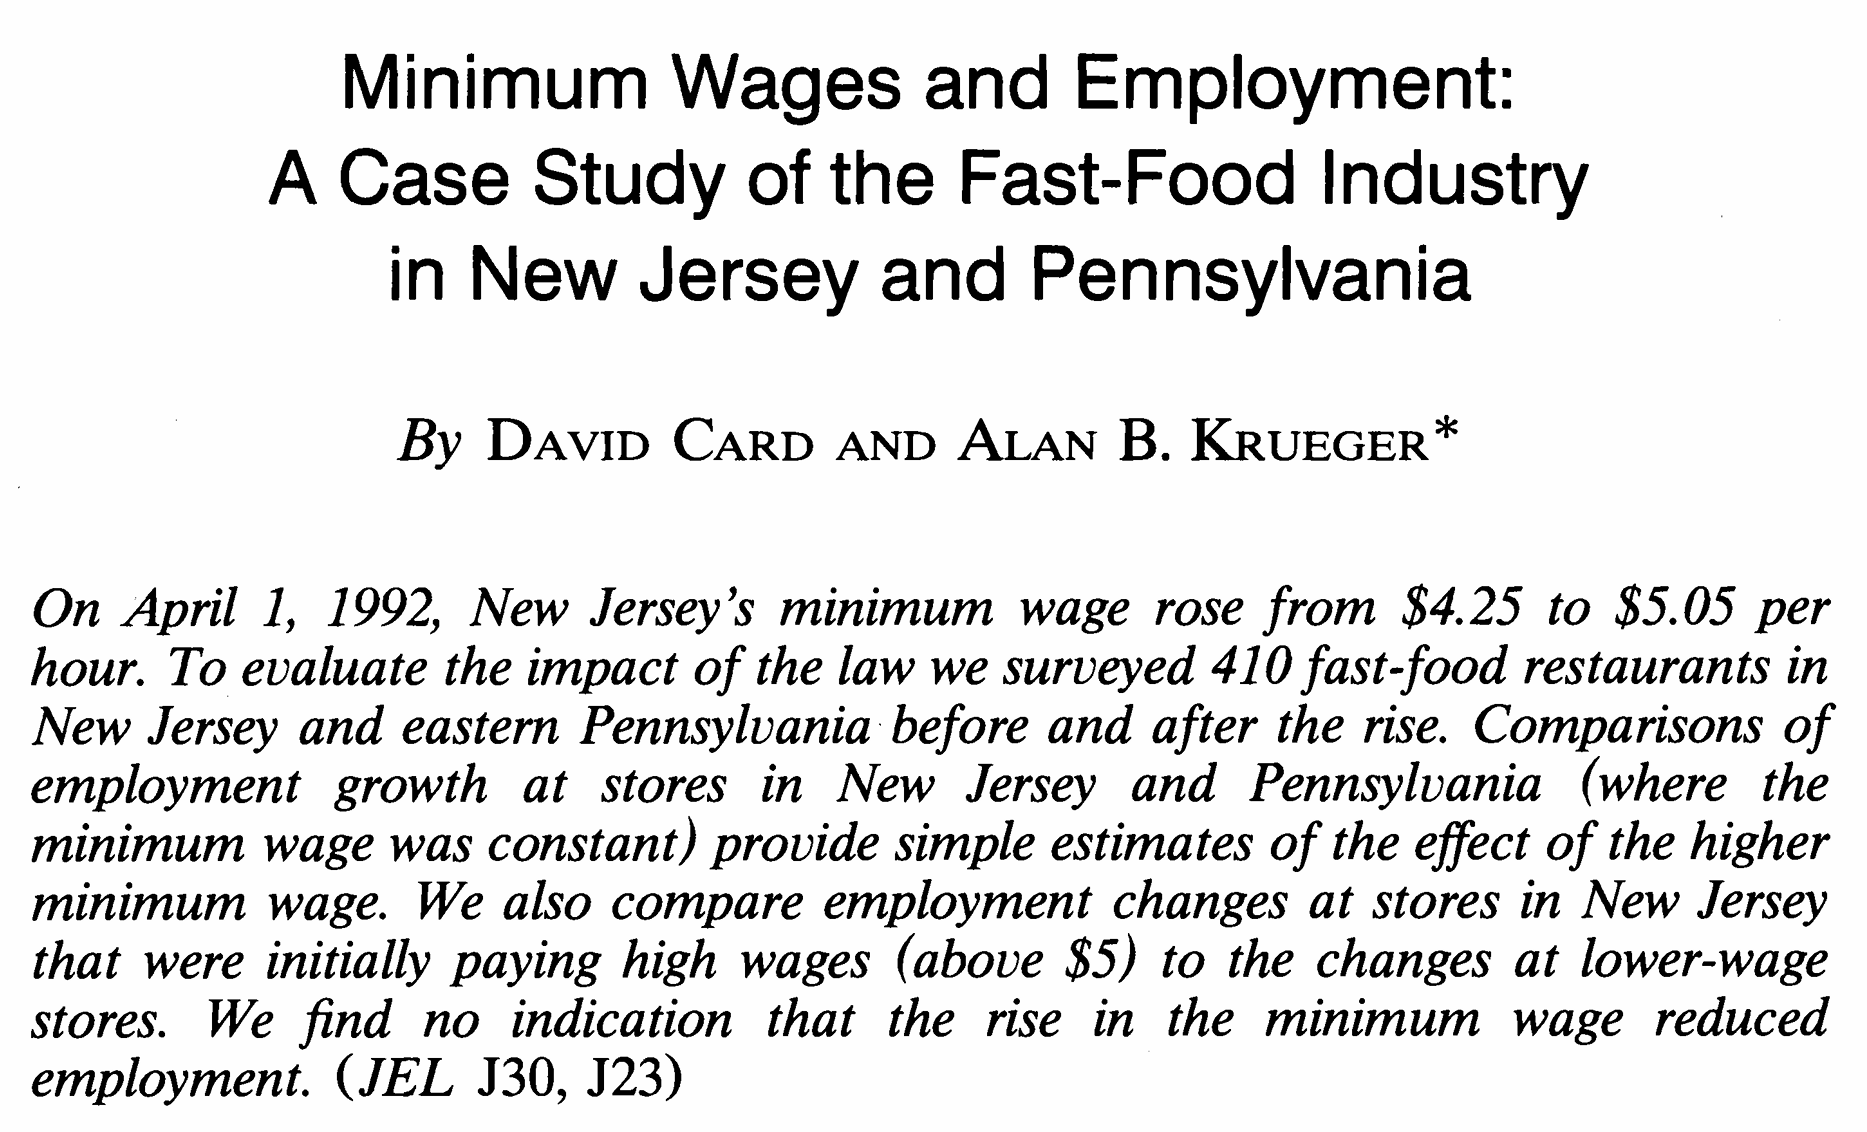 Minimum Wages and Employment:
A Case Study of the Fast-Food Industry
in New Jersey and Pennsylvania
By DAVID CARD AND ALAN B. KRUEGER*
On April 1, 1992, New Jersey's minimum wage rose from $4.25 to $5.05 per
hour. To evaluate the impact of the law we surveyed 410 fast-food restaurants in
New Jersey and eastern Pennsylvania before and after the rise. Comparisons of
employment growth at stores in New Jersey and Pennsylvania (where the
minimum wage was constant) provide simple estimates of the effect of the higher
minimum wage. We also compare employment changes at stores in New Jersey
that were initially paying high wages (above $5) to the changes at lower-wage
stores. We find no indication that the rise in the minimum wage reduced
employment. (JEL J30, J23)